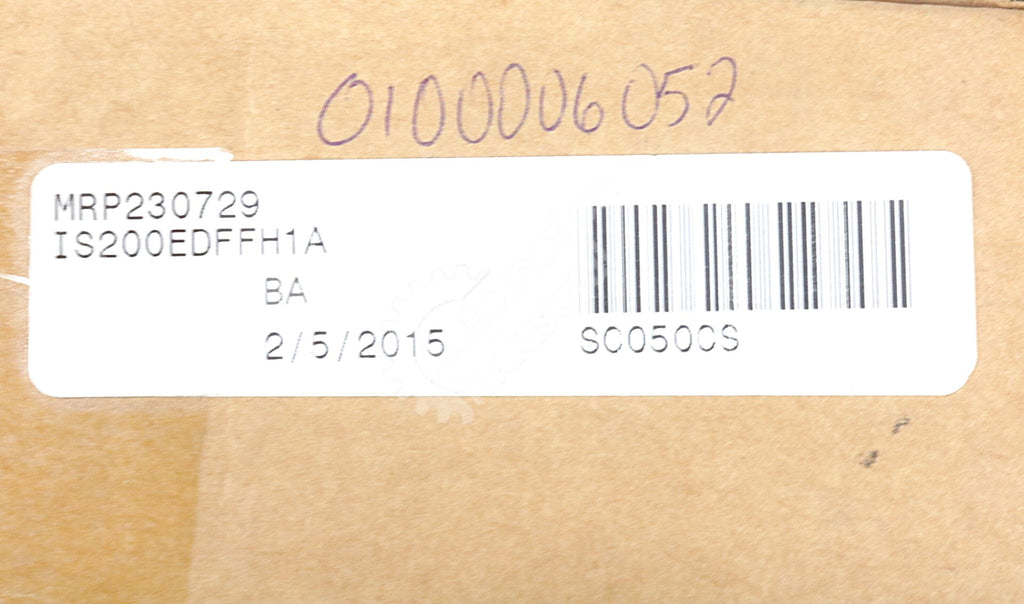 0100006052
MRP230729
IS200EDFFH1A
BA
2/5/2015
SC050CS